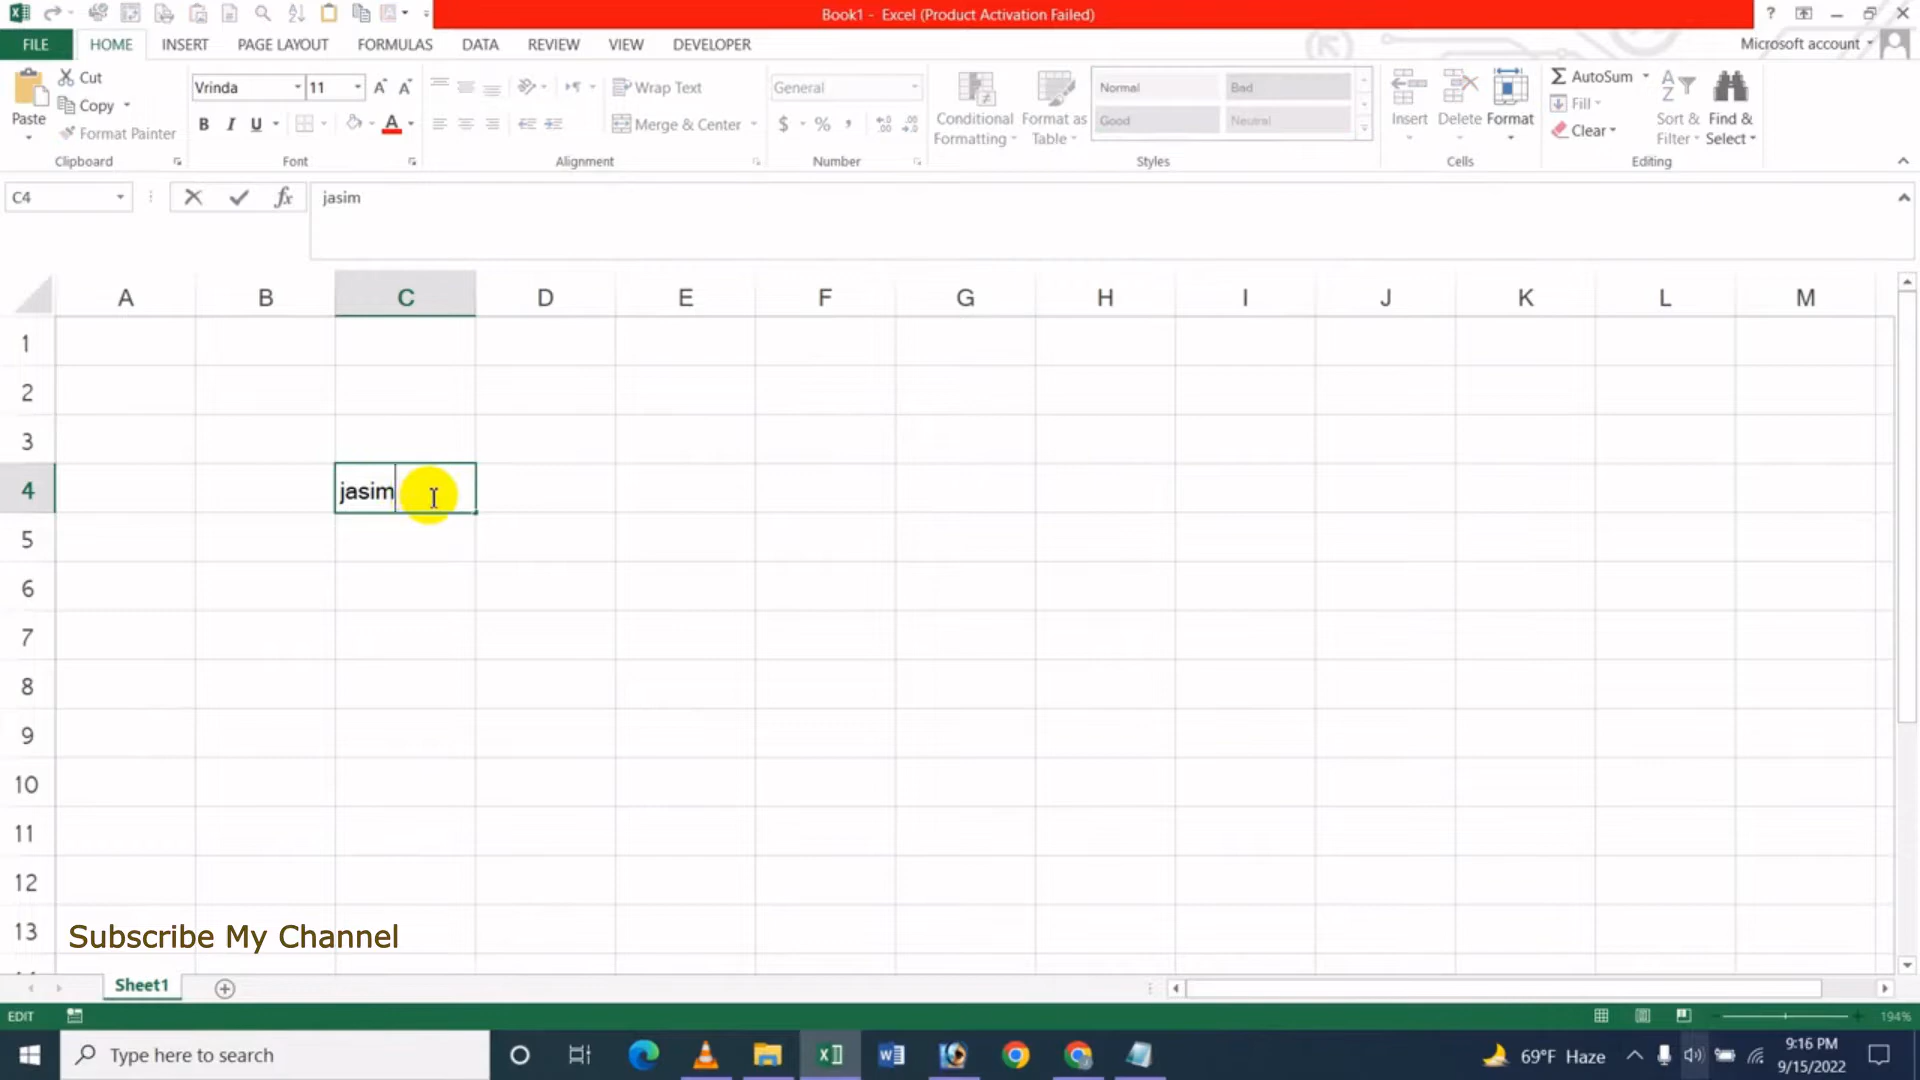 Book1 - Excel (Product Activation Failed)
?
FILE HOME INSERT PAGE LAYOUT FORMULAS DATA REVIEW VIEW DEVELOPER Microsoft account
Paste
Cut
Copy
Format Painter
Clipboard
Vrinda 11
B I U A
Font
Wrap Text
Merge & Center
Alignment
General
$ % ,
Number
Conditional Formatting
Format as Table
Normal Bad
Good Neutral
Styles
Insert Delete Format
Cells
AutoSum
Fill
Clear
Sort & Filter
Find & Select
Editing
C4 fx jasim
A B C D E F G H I J K L M
1
2
3
4 jasim
5
6
7
8
9
10
11
12
13
Subscribe My Channel
Sheet1
EDIT 194%
Type here to search
69°F Haze
9:16 PM
9/15/2022